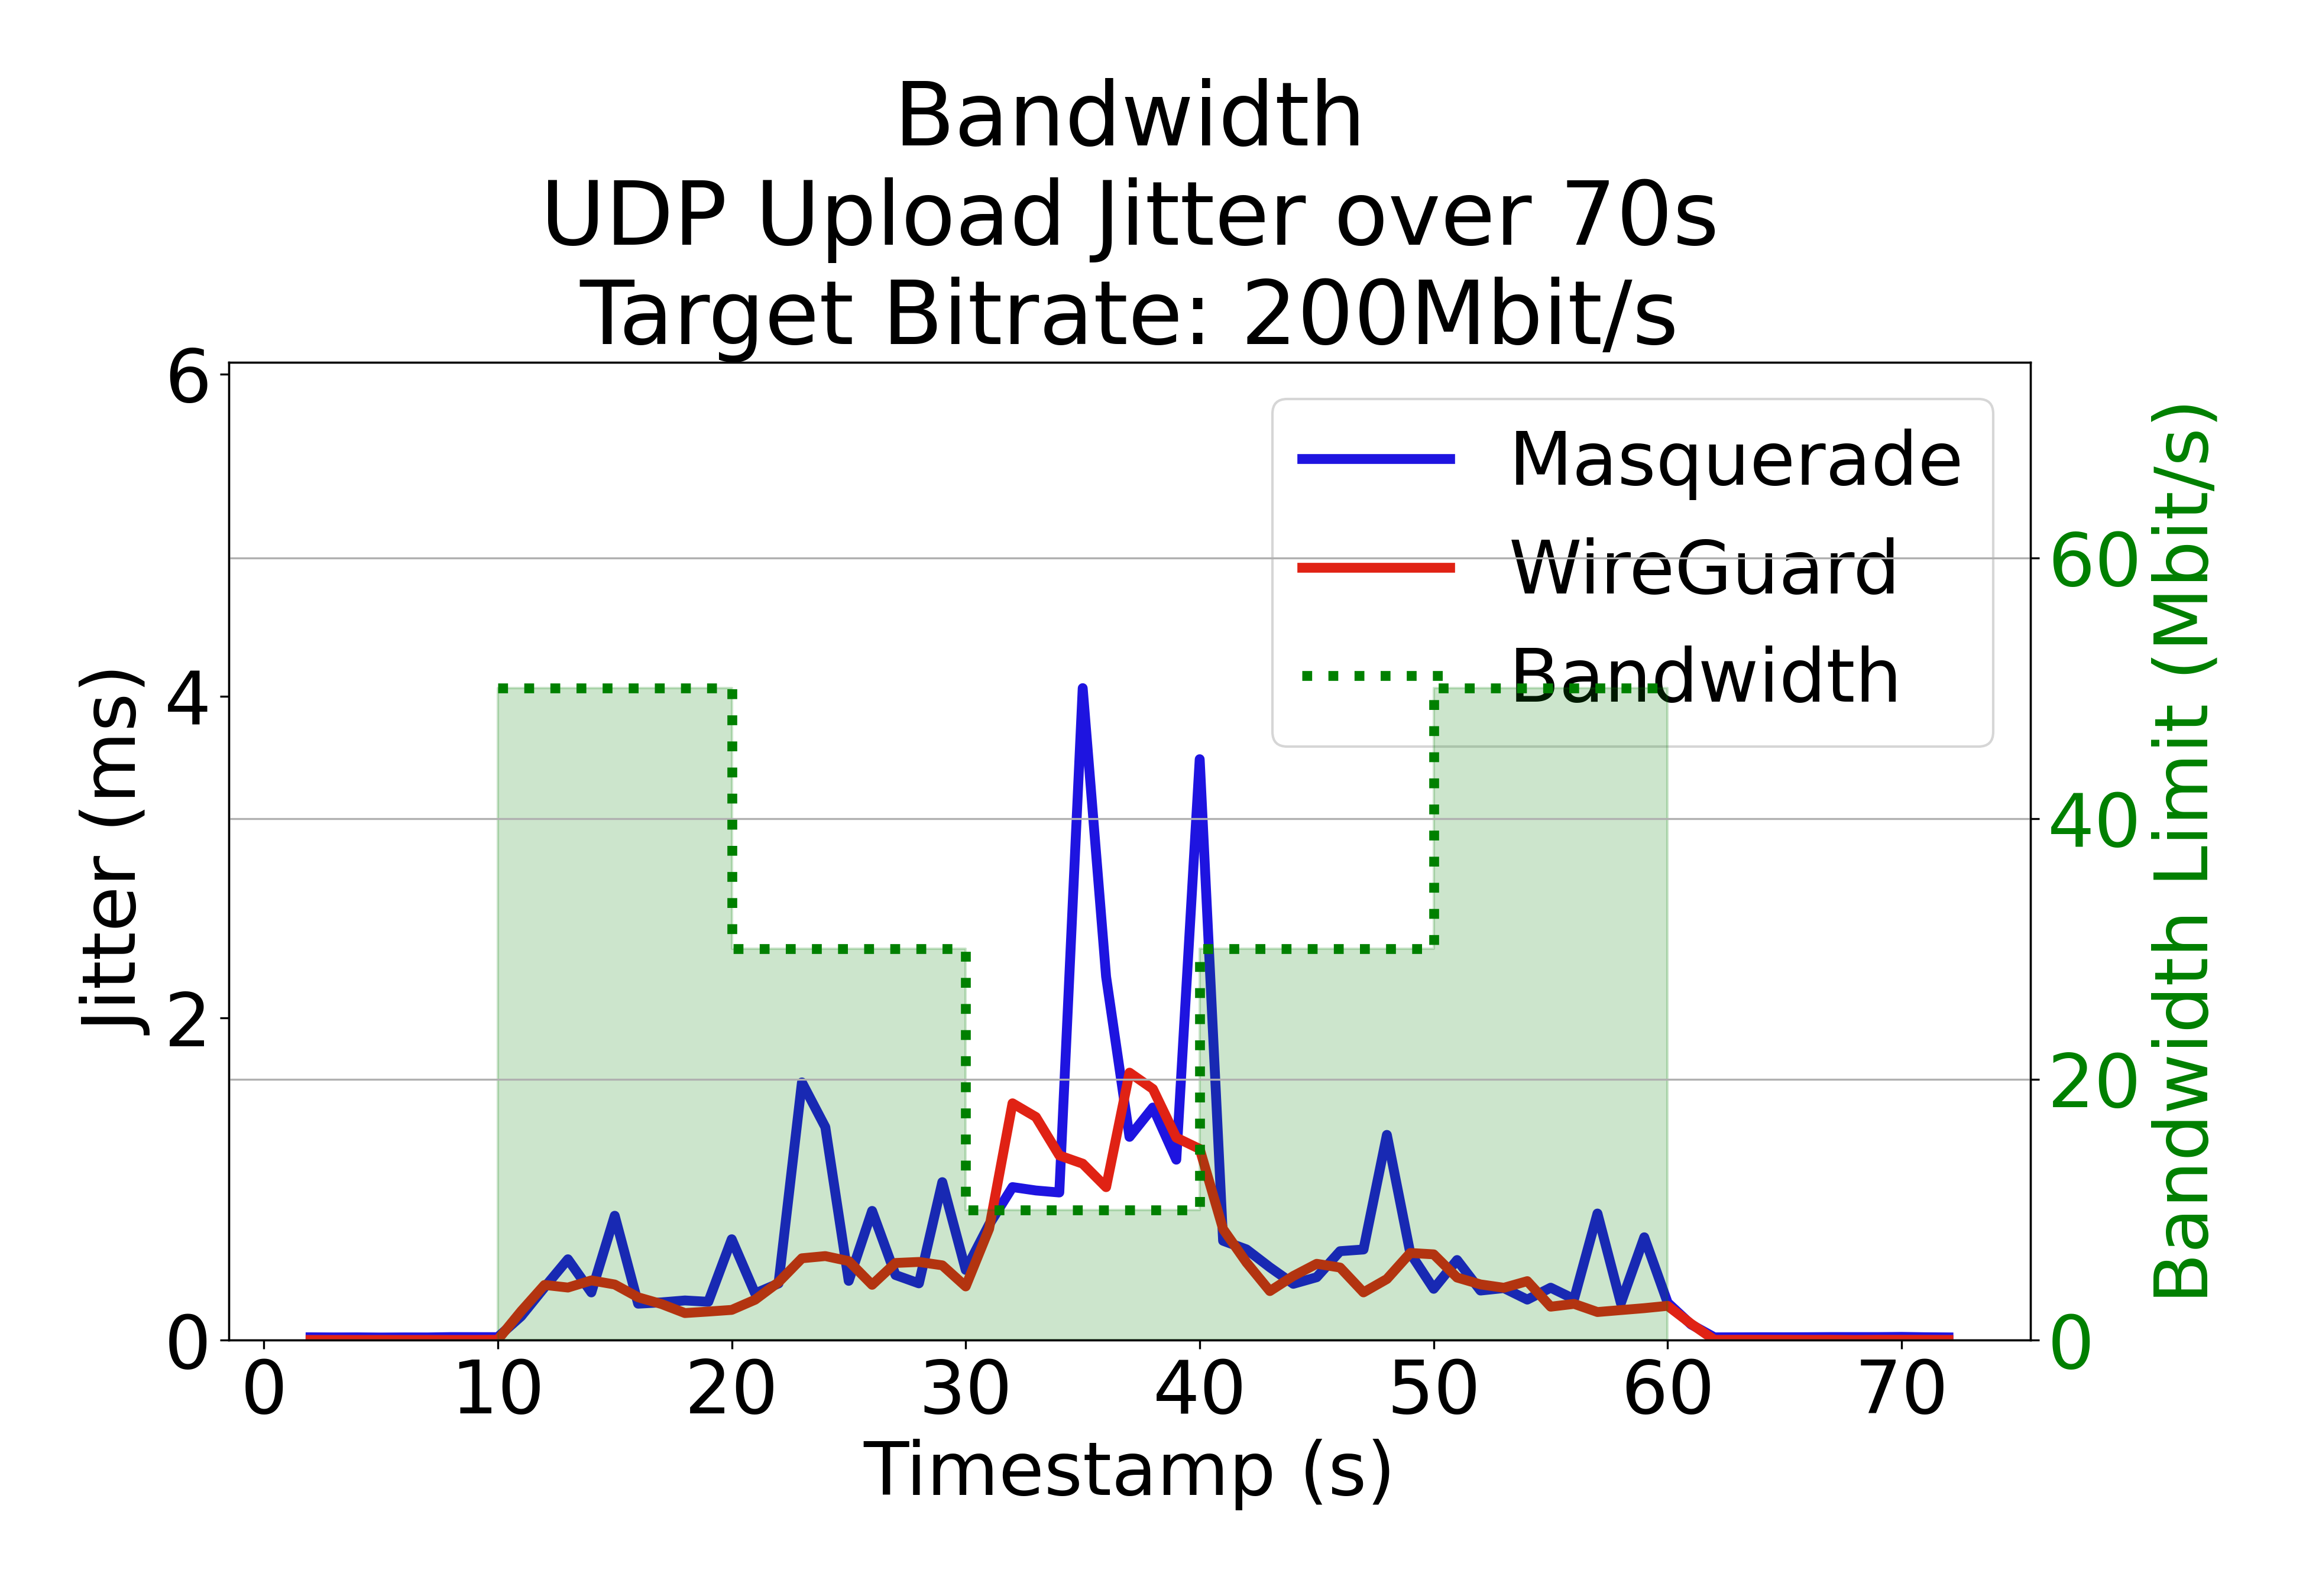 Bandwidth
UDP Upload Jitter over 70s
Target Bitrate: 200Mbit/s
Jitter (ms)
6
4
2
0
Masquerade
WireGuard
Bandwidth
60
40
20
0
Bandwidth Limit (Mbit/s)
0 10 20 30 40 50 60 70
Timestamp (s)